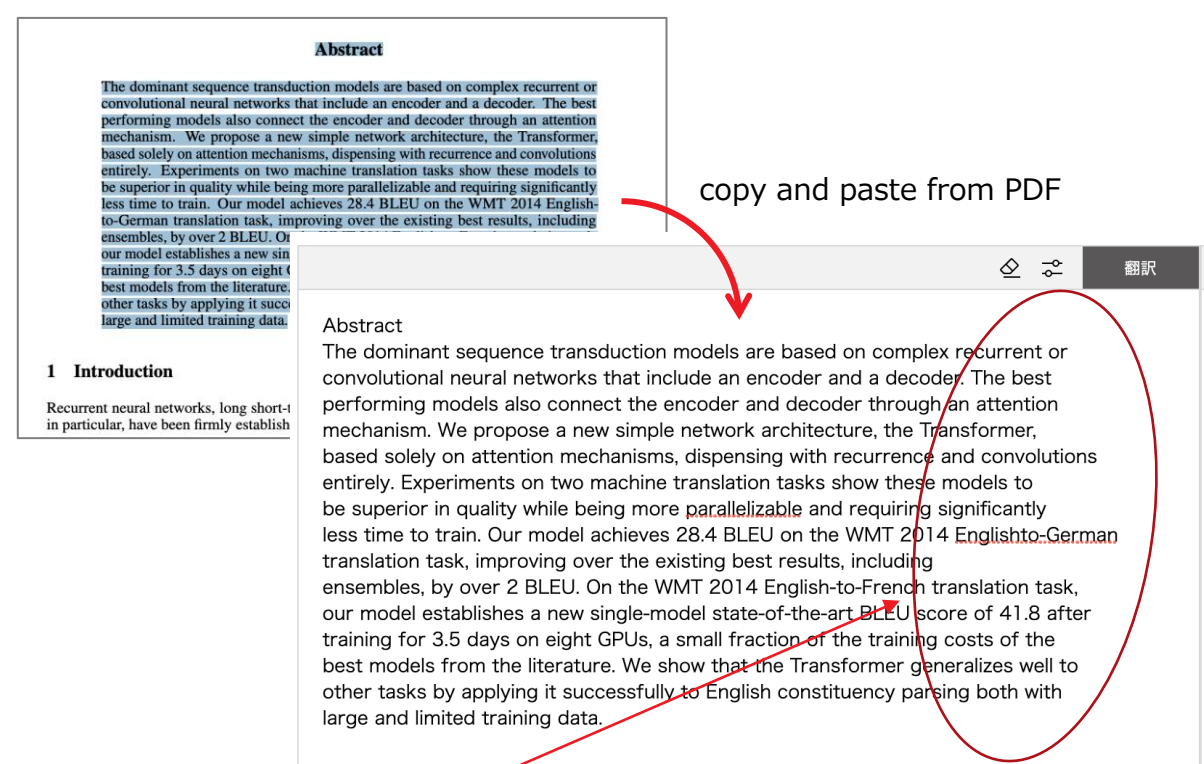 Abstract
The dominant sequence transduction models are based on complex recurrent or
convolutional neural networks that include an encoder and a decoder. The best
performing models also connect the encoder and decoder through an attention
mechanism. We propose a new simple network architecture, the Transformer,
based solely on attention mechanisms, dispensing with recurrence and convolutions
entirely. Experiments on two machine translation tasks show these models to
be superior in quality while being more parallelizable and requiring significantly
less time to train. Our model achieves 28.4 BLEU on the WMT 2014 English-
to-German translation task, improving over the existing best results, including
ensembles, by over 2 BLEU.
our model establishes a new
training for 3.5 days on eight
best models from the literature.
other tasks by applying it
large and limited training data.
1 Introduction
Recurrent neural networks, long
in particular, have been firmly
copy and paste from PDF
翻訳
Abstract
The dominant sequence transduction models are based on complex recurrent or
convolutional neural networks that include an encoder and a decoder. The best
performing models also connect the encoder and decoder through an attention
mechanism. We propose a new simple network architecture, the Transformer,
based solely on attention mechanisms, dispensing with recurrence and convolutions
entirely. Experiments on two machine translation tasks show these models to
be superior in quality while being more parallelizable and requiring significantly
less time to train. Our model achieves 28.4 BLEU on the WMT 2014 Englishto-German
translation task, improving over the existing best results, including
ensembles, by over 2 BLEU. On the WMT 2014 English-to-French translation task,
our model establishes a new single-model state-of-the-art BLEU score of 41.8 after
training for 3.5 days on eight GPUs, a small fraction of the training costs of the
best models from the literature. We show that the Transformer generalizes well to
other tasks by applying it successfully to English constituency parsing both with
large and limited training data.